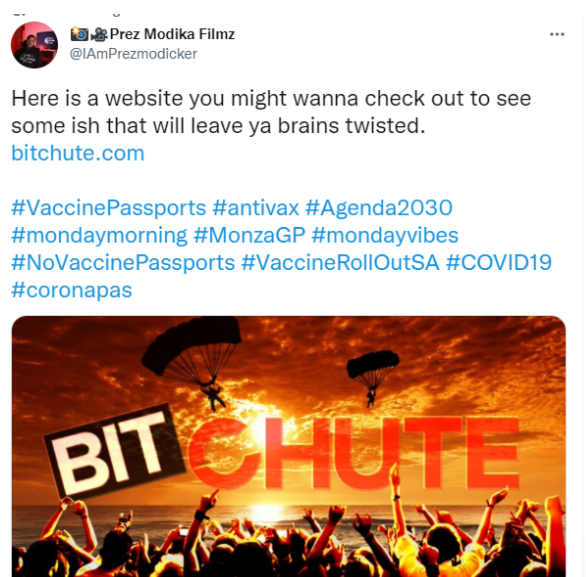 Prez Modika Filmz
@IAmPrezmodicker
Here is a website you might wanna check out to see
some ish that will leave ya brains twisted.
bitchute.com
#VaccinePassports #antivax #Agenda2030
#mondaymorning #MonzaGP #mondayvibes
#NoVaccinePassports #VaccineRollOutSA #COVID19
#coronapas
BIT CHUTE